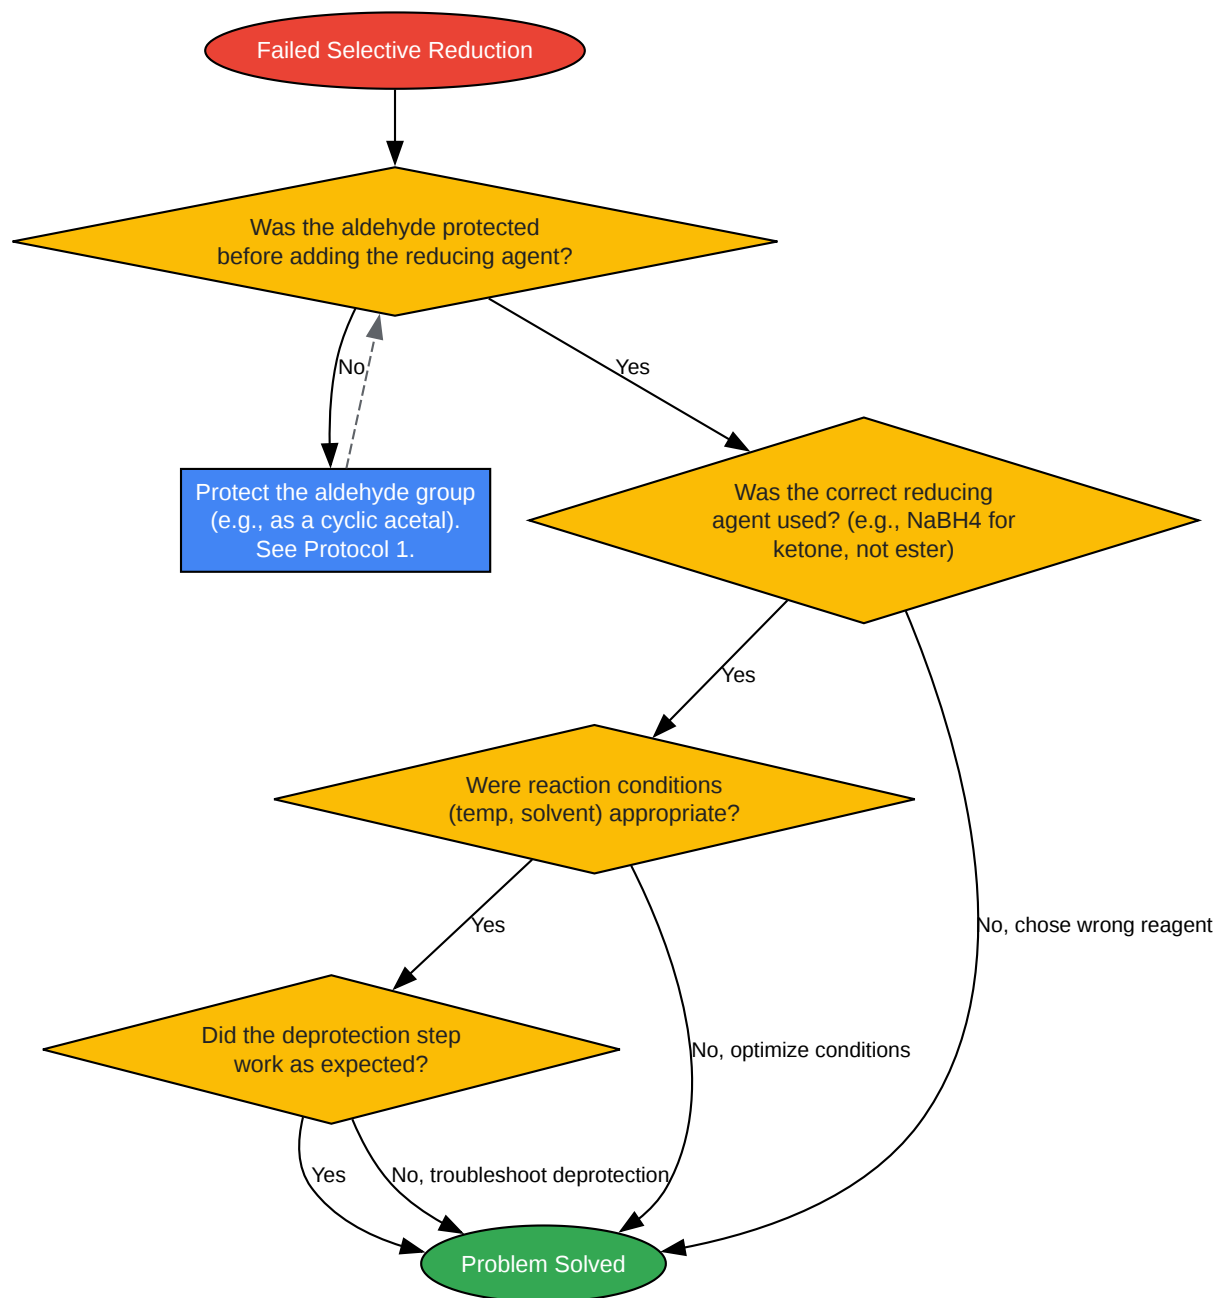 Failed Selective Reduction
Was the aldehyde protected
before adding the reducing agent?
No
Yes
Protect the aldehyde group
(e.g., as a cyclic acetal).
See Protocol 1.
Was the correct reducing
agent used? (e.g., NaBH4 for
ketone, not ester)
Yes
Were reaction conditions
(temp, solvent) appropriate?
Yes
No, chose wrong reagent
Did the deprotection step
work as expected?
No, optimize conditions
Yes
No, troubleshoot deprotection
Problem Solved